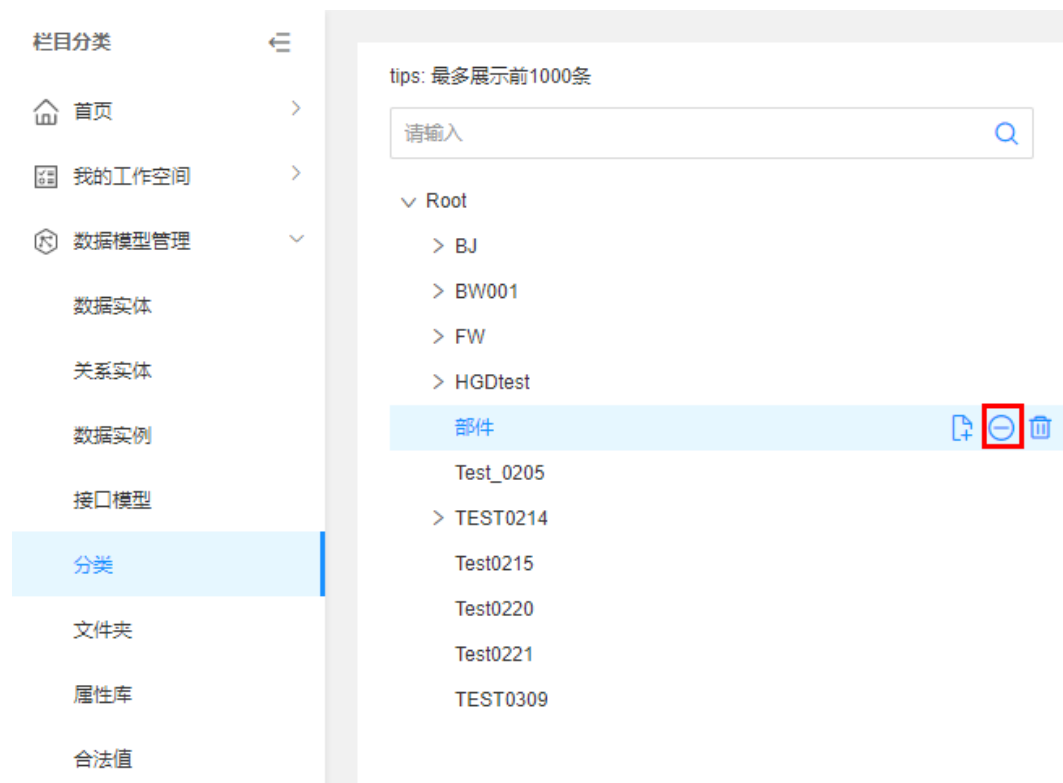 栏目分类
首页
我的工作空间
数据模型管理
数据实体
关系实体
数据实例
接口模型
分类
文件夹
属性库
合法值
tips: 最多展示前1000条
请输入
Root
BJ
BW001
FW
HGDtest
部件
Test_0205
TEST0214
Test0215
Test0220
Test0221
TEST0309